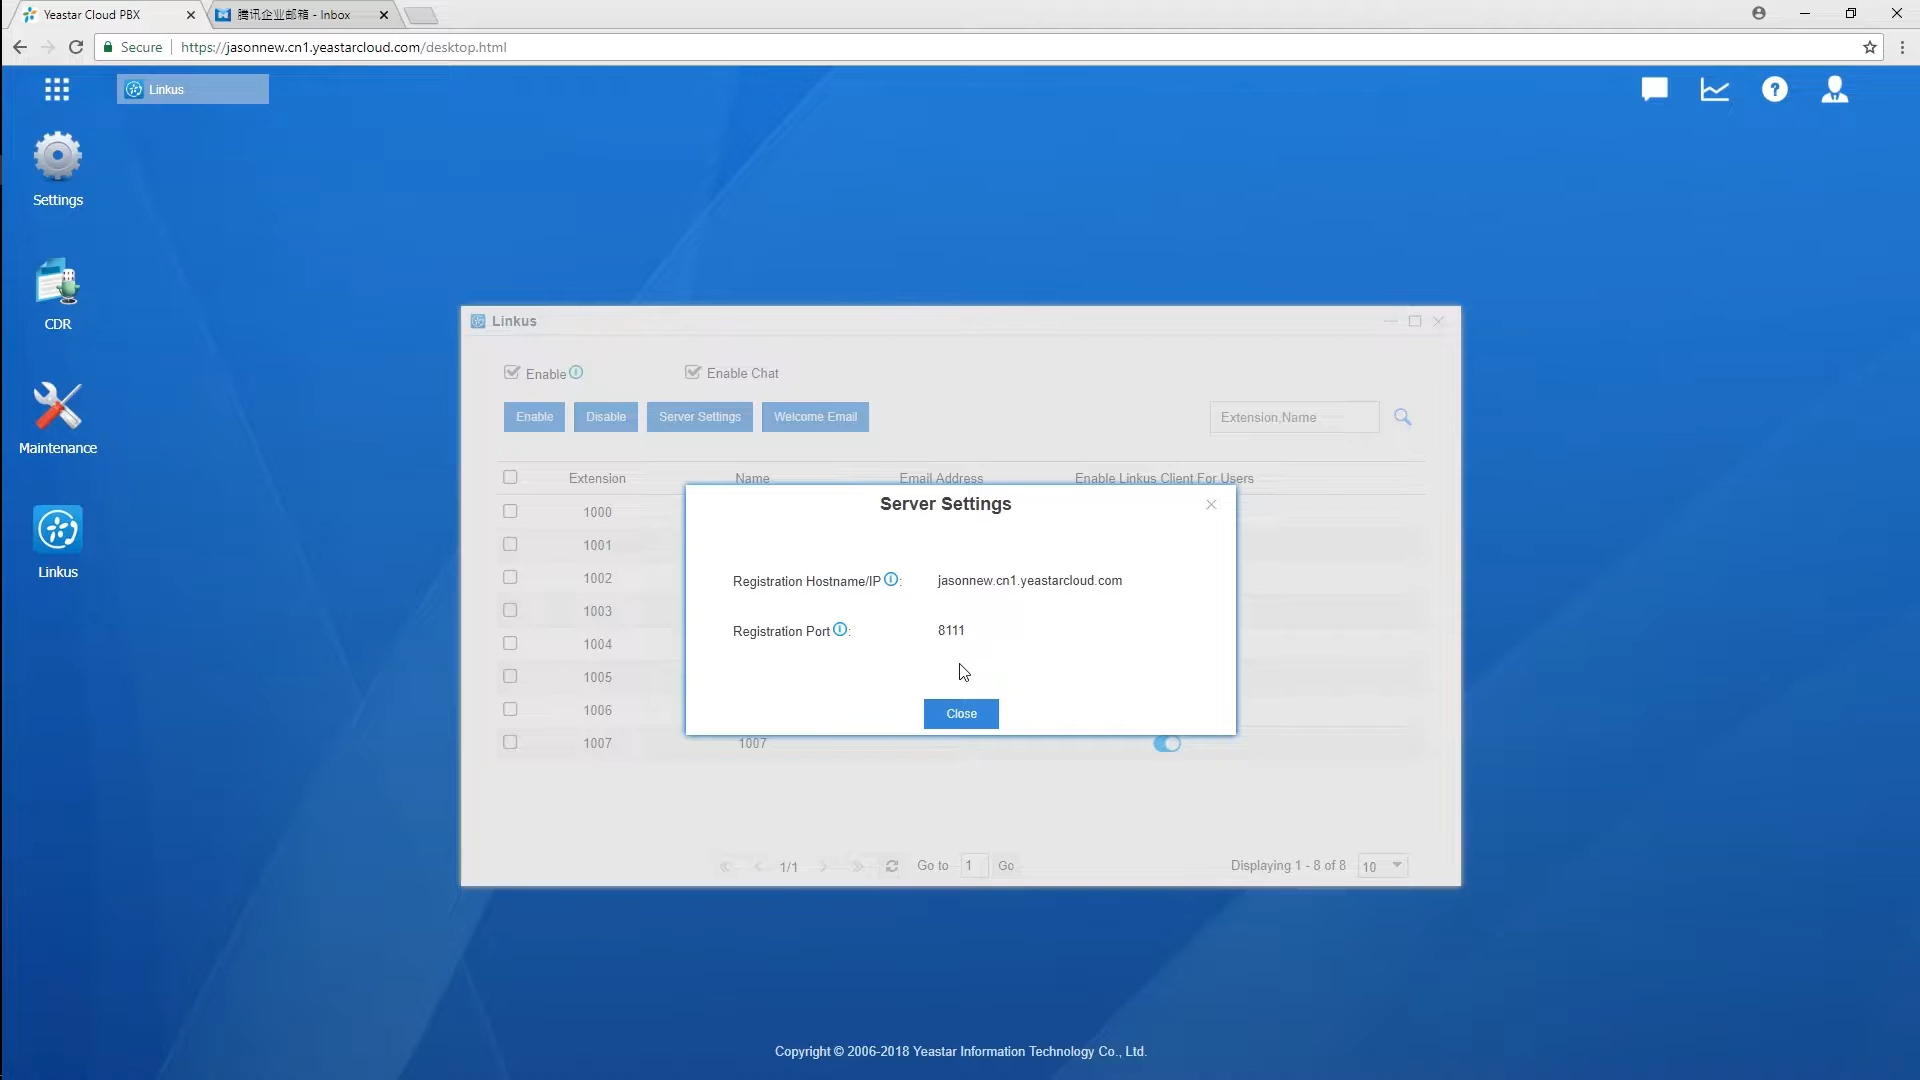 Yeastar Cloud PBX
腾讯企业邮箱 - Inbox
Secure
https://jasonnew.cn1.yeastarcloud.com/desktop.html
Linkus
Settings
CDR
Maintenance
Linkus
Linkus
Enable
Enable Chat
Enable Disable Server Settings Welcome Email
Extension,Name
Extension Name Email Address Enable Linkus Client For Users
1000
1001
1002
1003
1004
1005
1006
1007 1007
Server Settings
Registration Hostname/IP : jasonnew.cn1.yeastarcloud.com
Registration Port : 8111
Close
1/1 Go to 1 Go
Displaying 1 - 8 of 8 10
Copyright © 2006-2018 Yeastar Information Technology Co., Ltd.